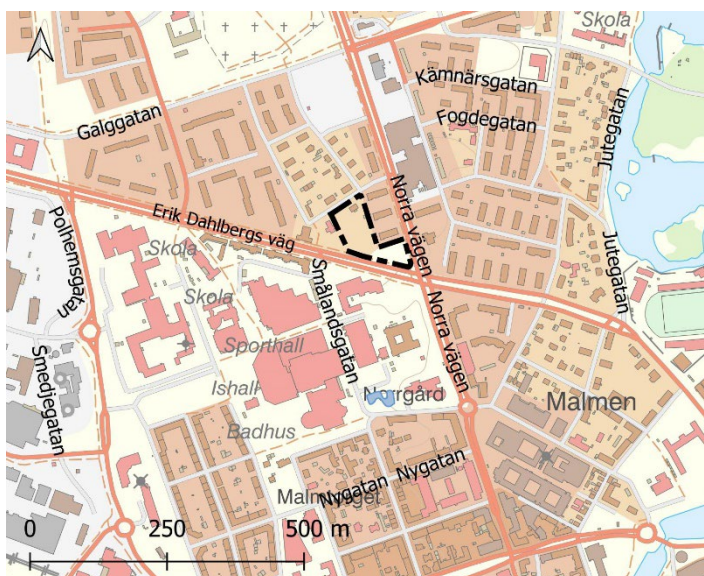 Skola
Kämnärsgatan
Galggatan
Fogdegatan
Jutegatan
Norra vägen
Erik Dahlbergs väg
Polhemsgatan
Skola
Smålandsgatan
Jutegatan
Skola
Norra vägen
Sporthall
Smedjegatan
Ishall
Norrgård
Malmen
Badhus
Nygatan
Nygatan
0 250 500 m